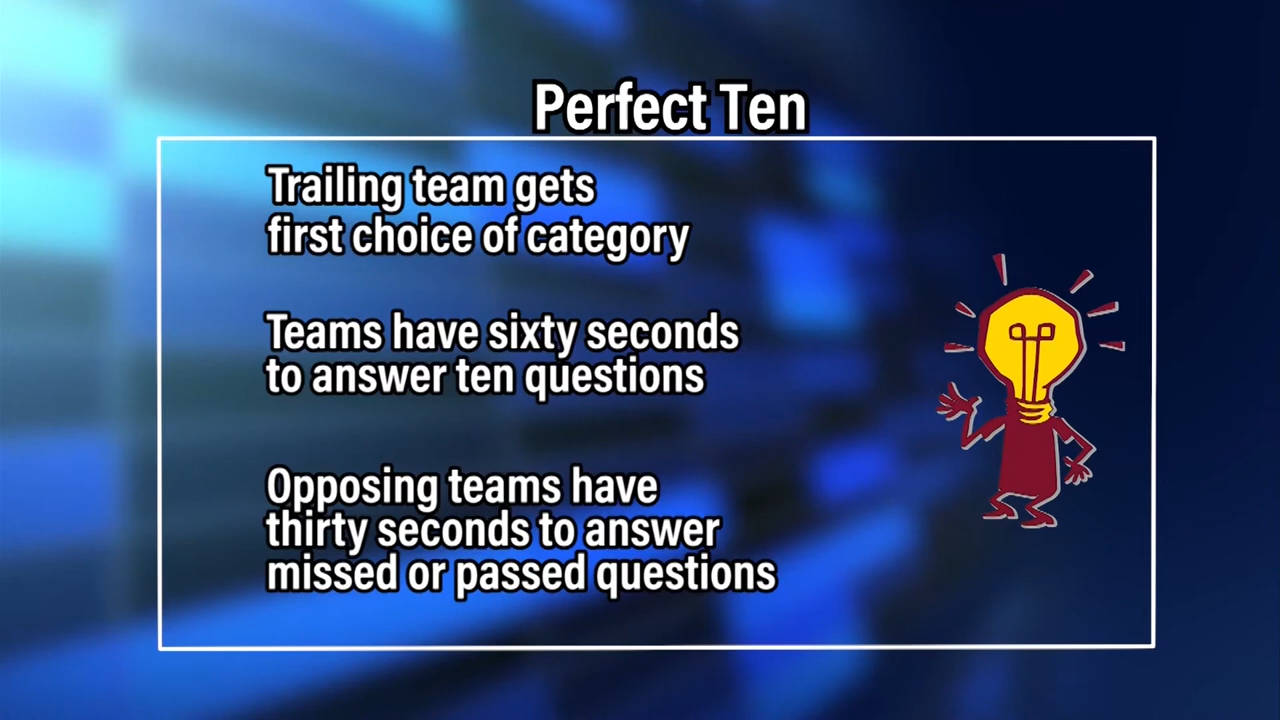 Perfect Ten
Trailing team gets
first choice of category
Teams have sixty seconds
to answer ten questions
Opposing teams have
thirty seconds to answer
missed or passed questions